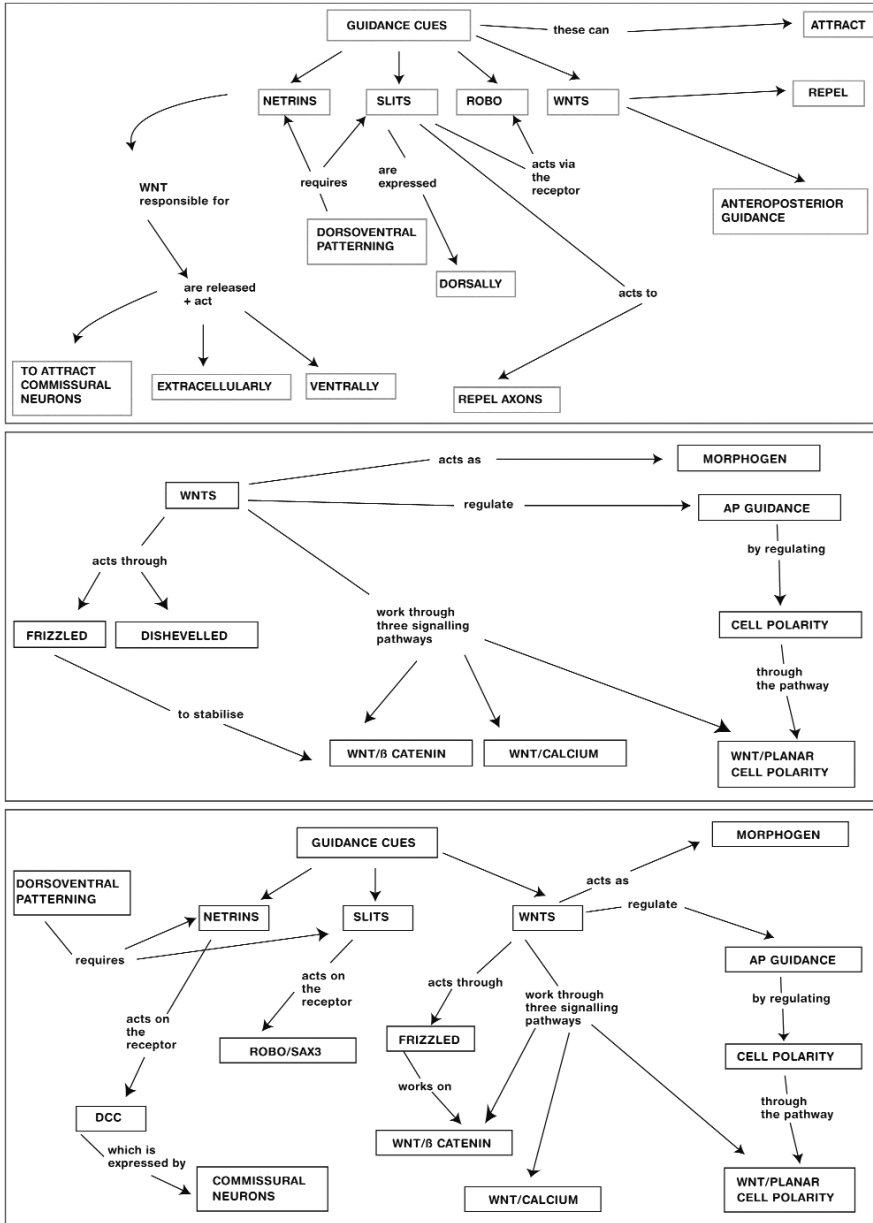 GUIDANCE CUES
these can
ATTRACT
NETRINS
SLITS
ROBO
WNTS
REPEL
WNT
responsible for
requires
are
expressed
acts via
the
receptor
ANTEROPOSTERIOR
GUIDANCE
DORSOVENTRAL
PATTERNING
DORSALLY
are released
+ act
acts to
TO ATTRACT
COMMISSURAL
NEURONS
EXTRACELLULARLY
VENTRALLY
REPEL AXONS
acts as
MORPHOGEN
WNTS
regulate
AP GUIDANCE
acts through
by regulating
FRIZZLED
DISHEVELLED
work through
three signalling
pathways
CELL POLARITY
through
the pathway
to stabilise
WNT/ß CATENIN
WNT/CALCIUM
WNT/PLANAR
CELL POLARITY
GUIDANCE CUES
MORPHOGEN
DORSOVENTRAL
PATTERNING
acts as
NETRINS
SLITS
WNTS
regulate
requires
AP GUIDANCE
acts on
the
receptor
acts through
work through
three signalling
pathways
by regulating
acts on
the
receptor
ROBO/SAX3
FRIZZLED
CELL POLARITY
works on
through
the pathway
DCC
WNT/ß CATENIN
which is
expressed by
COMMISSURAL
NEURONS
WNT/CALCIUM
WNT/PLANAR
CELL POLARITY